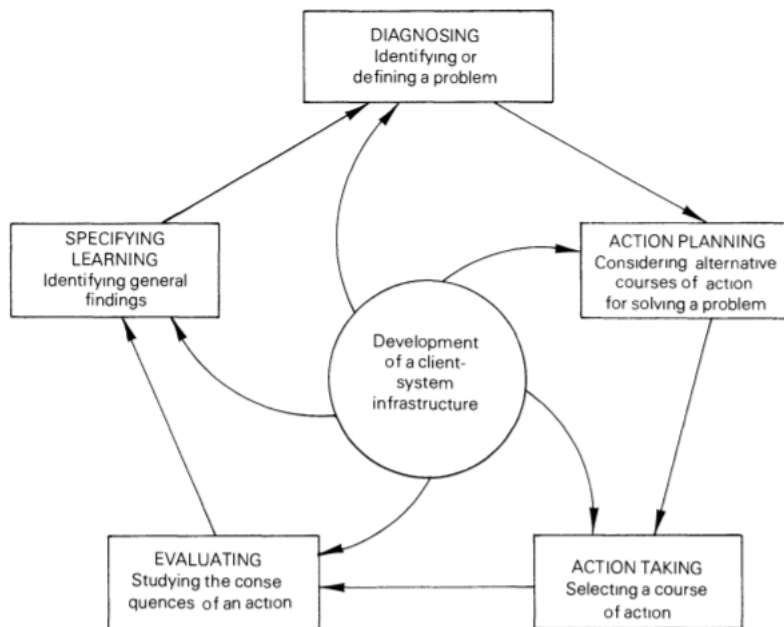 DIAGNOSING
Identifying or
defining a problem
ACTION PLANNING
Considering alternative
courses of action
for solving a problem
ACTION TAKING
Selecting a course
of action
EVALUATING
Studying the conse
quences of an action
SPECIFYING
LEARNING
Identifying general
findings
Development
of a client-
system
infrastructure